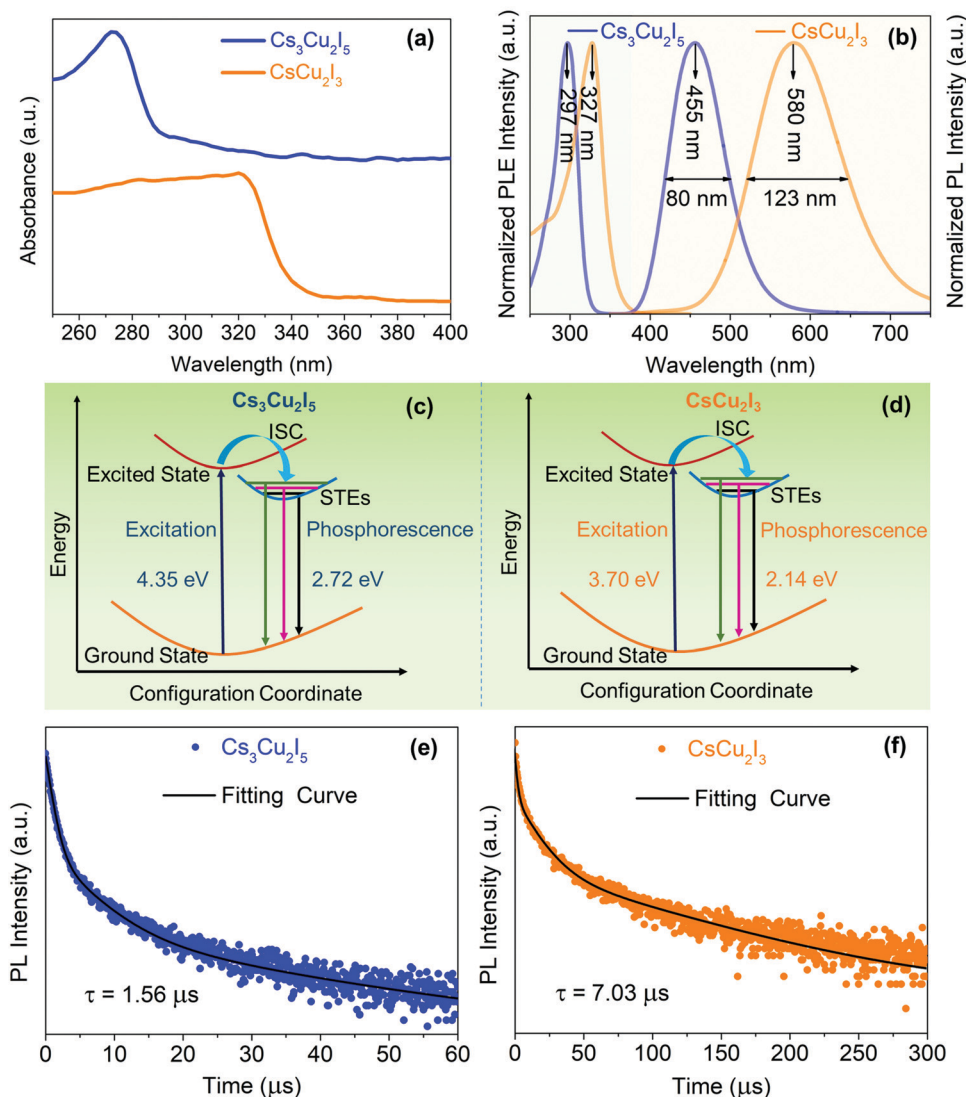 Cs₃Cu₂I₅
CsCu₂I₃
(a)
Absorbance (a.u.)
260 280 300 320 340 360 380 400
Wavelength (nm)
Cs₃Cu₂I₅
CsCu₂I₃
(b)
Normalized PLE Intensity (a.u.)
Normalized PL Intensity (a.u.)
297 nm
327 nm
455 nm
580 nm
80 nm
123 nm
300 400 500 600 700
Wavelength (nm)
Cs₃Cu₂I₅
(c)
ISC
Excited State
STEs
Excitation
Phosphorescence
4.35 eV
2.72 eV
Ground State
Energy
Configuration Coordinate
CsCu₂I₃
(d)
ISC
Excited State
STEs
Excitation
Phosphorescence
3.70 eV
2.14 eV
Ground State
Energy
Configuration Coordinate
Cs₃Cu₂I₅
(e)
Fitting Curve
PL Intensity (a.u.)
τ = 1.56 μs
0 10 20 30 40 50 60
Time (μs)
CsCu₂I₃
(f)
Fitting Curve
PL Intensity (a.u.)
τ = 7.03 μs
0 50 100 150 200 250 300
Time (μs)